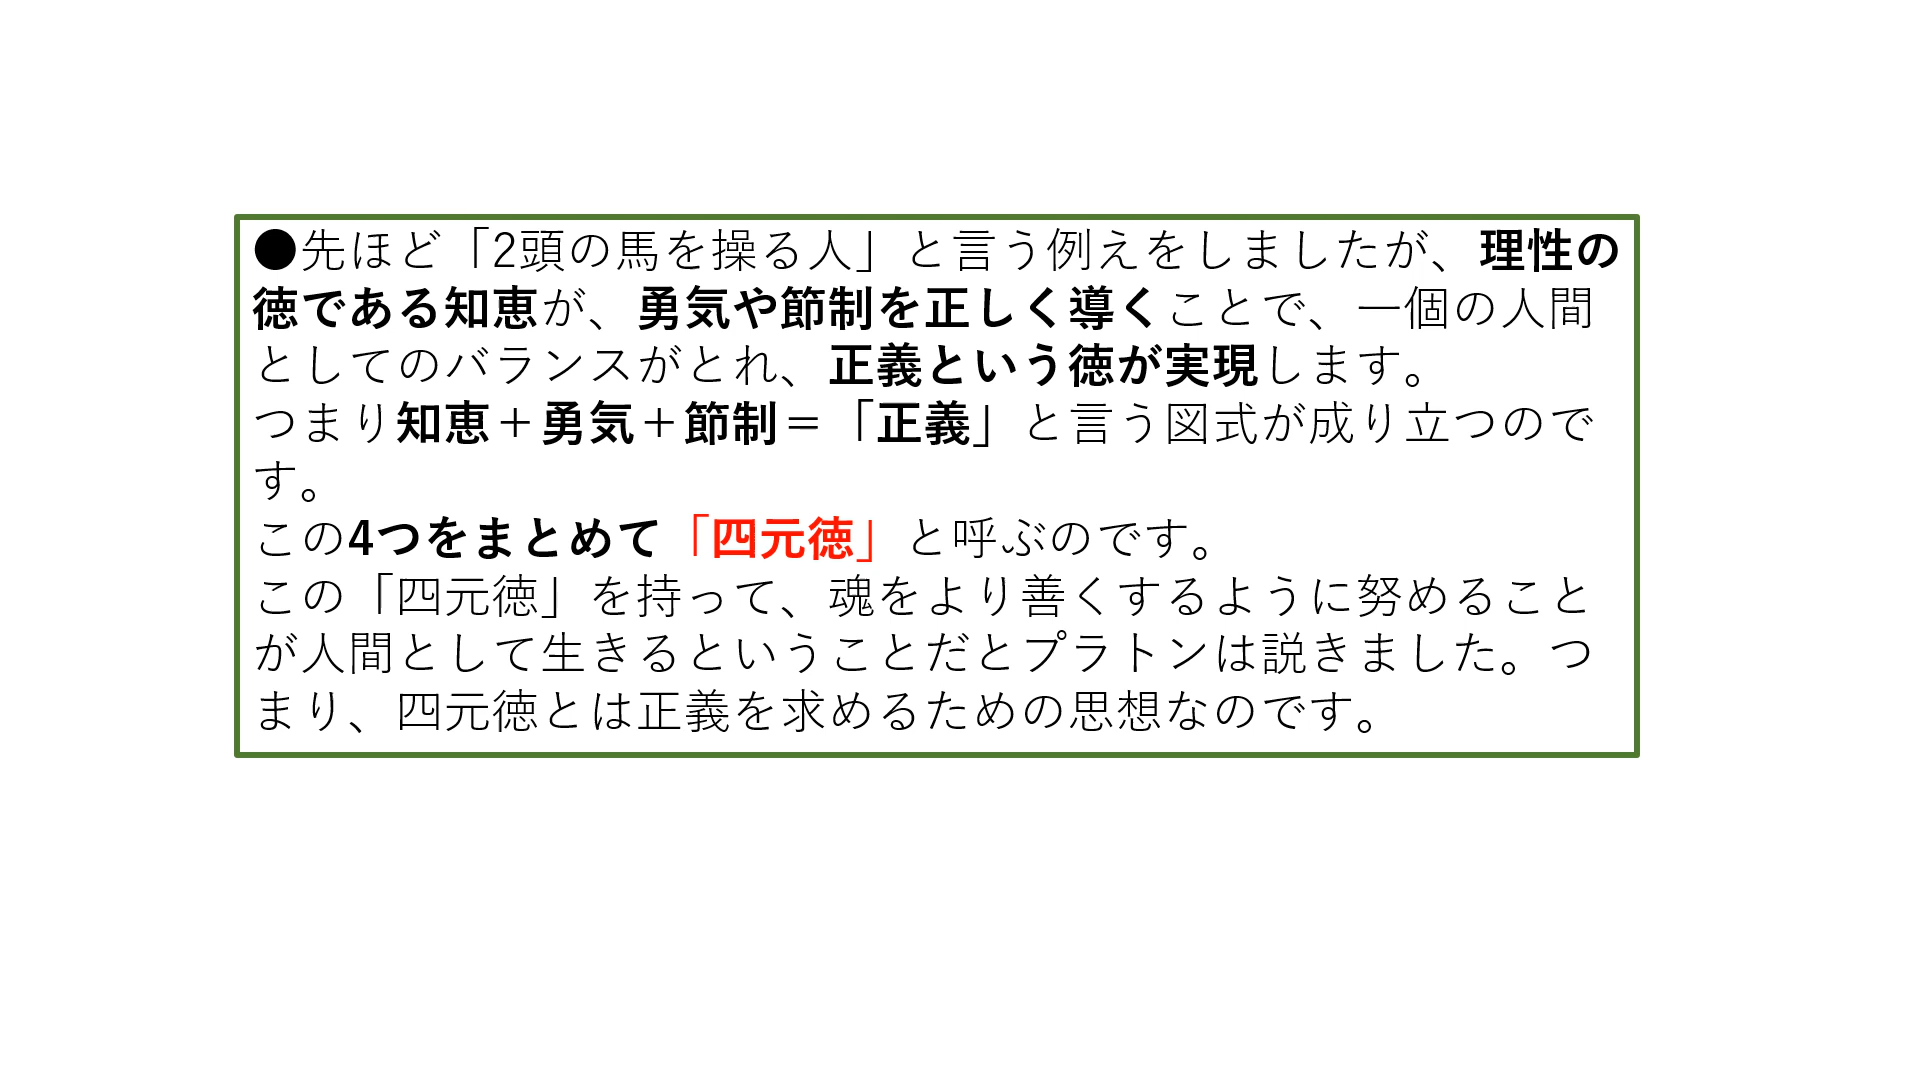 ●先ほど「2頭の馬を操る人」と言う例えをしましたが、理性の
徳である知恵が、勇気や節制を正しく導くことで、一個の人間
としてのバランスがとれ、正義という徳が実現します。
つまり知恵＋勇気＋節制＝「正義」と言う図式が成り立つので
す。
この4つをまとめて「四元徳」と呼ぶのです。
この「四元徳」を持って、魂をより善くするように努めること
が人間として生きるということだとプラトンは説きました。つ
まり、四元徳とは正義を求めるための思想なのです。